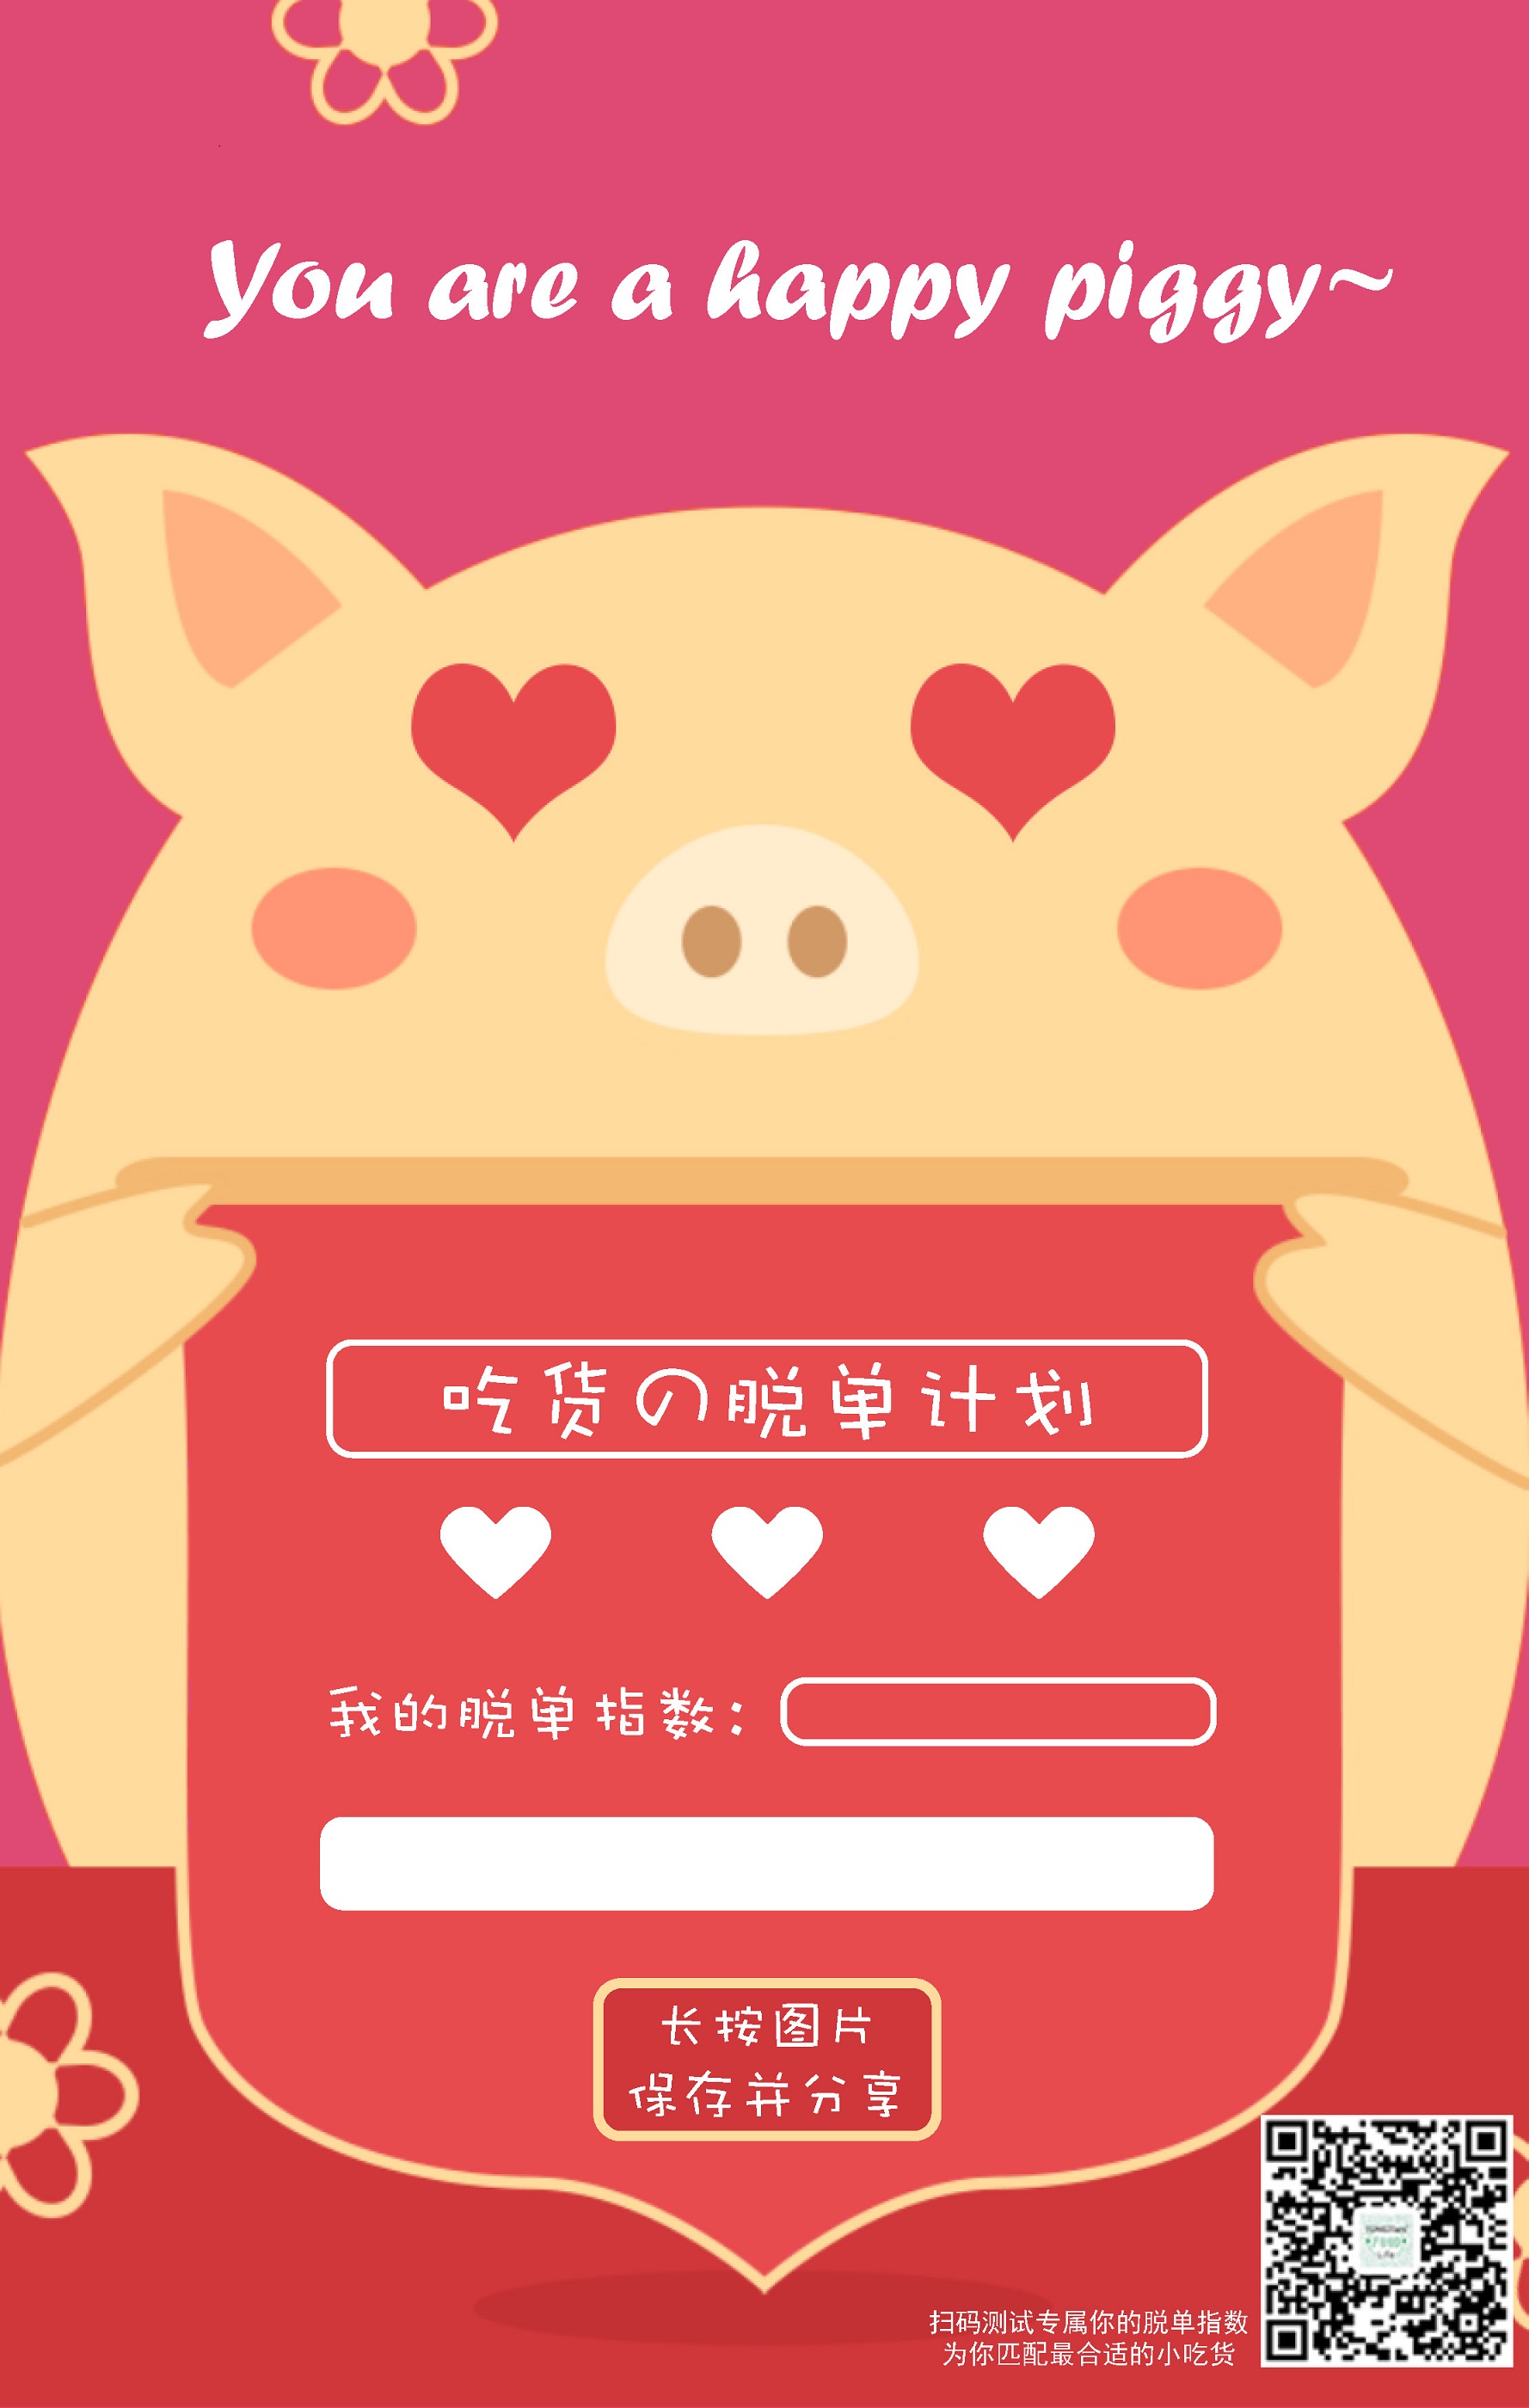 You are a happy piggy~
吃货の脱单计划
我的脱单指数：
长按图片
保存并分享
扫码测试专属你的脱单指数
为你匹配最合适的小吃货